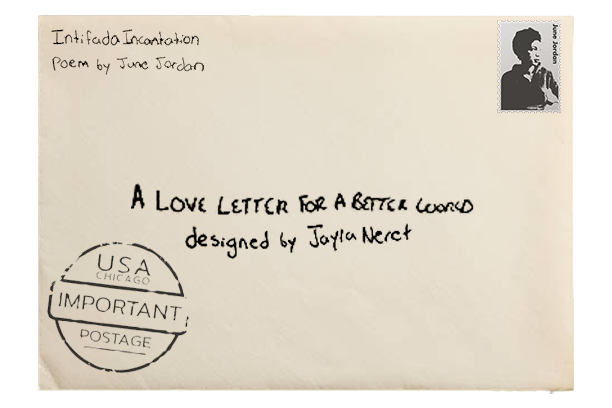 Intifada Incantation
Poem by June Jordan
June Jordan
A LOVE LETTER FOR A BETTER WORLD
designed by Jayla Neret
USA
CHICAGO
IMPORTANT
POSTAGE